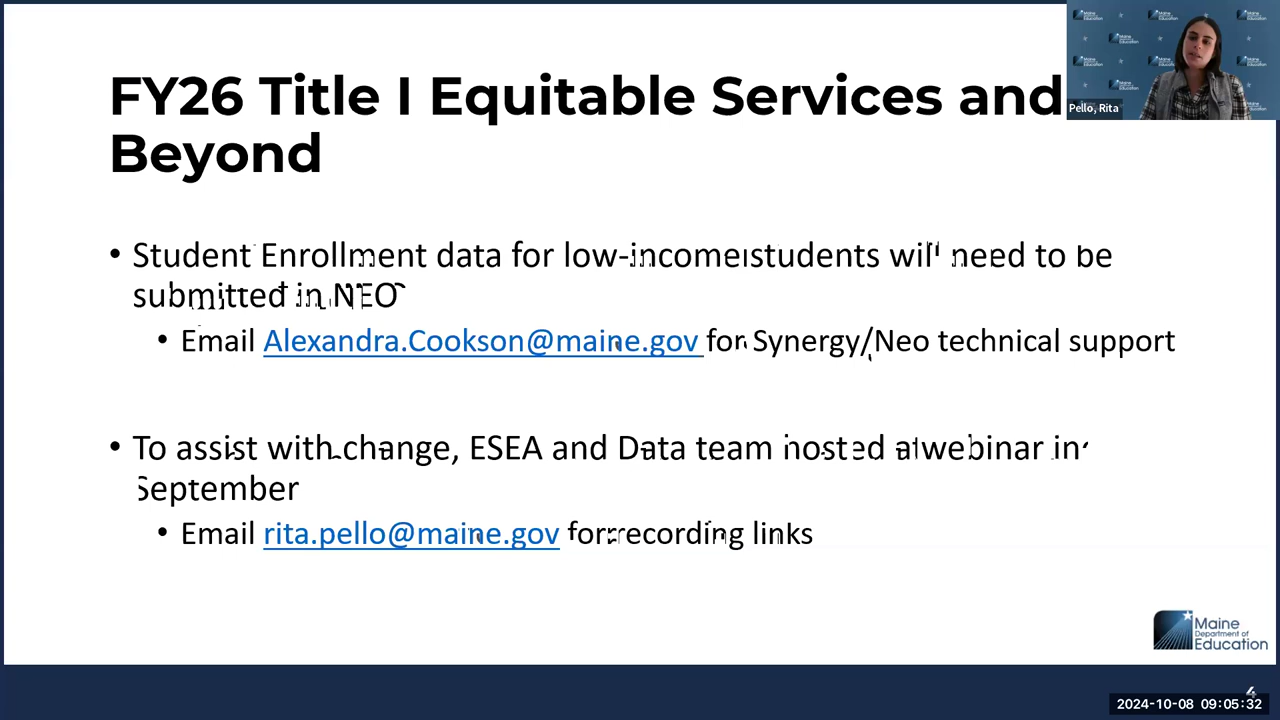 FY26 Title I Equitable Services and
Beyond
• Student Enrollment data for low-income students will need to be
submitted in NEO
• Email Alexandra.Cookson@maine.gov for Synergy/Neo technical support
• To assist with change, ESEA and Data team hosted a webinar in
September
• Email rita.pello@maine.gov for recording links
Pello, Rita
Maine
Department of
Education
4
2024-10-08 09:05:32